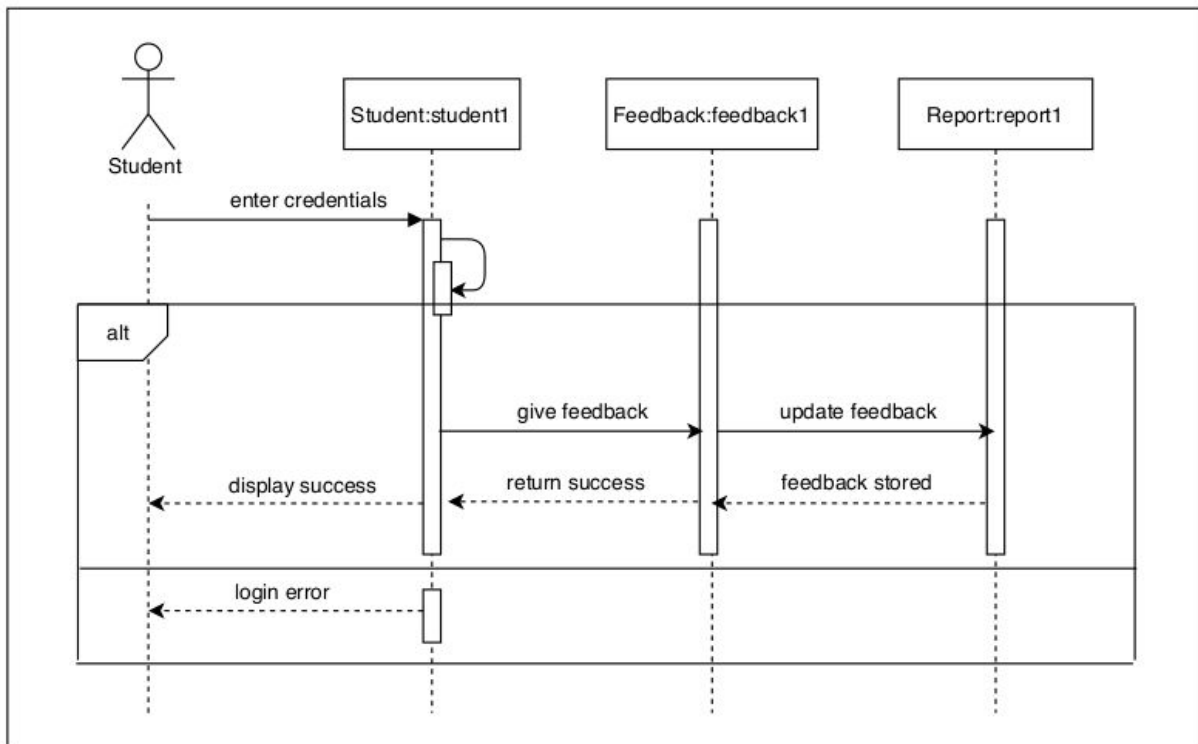 Student:student1
Feedback:feedback1
Report:report1
Student
enter credentials
alt
give feedback
update feedback
display success
return success
feedback stored
login error